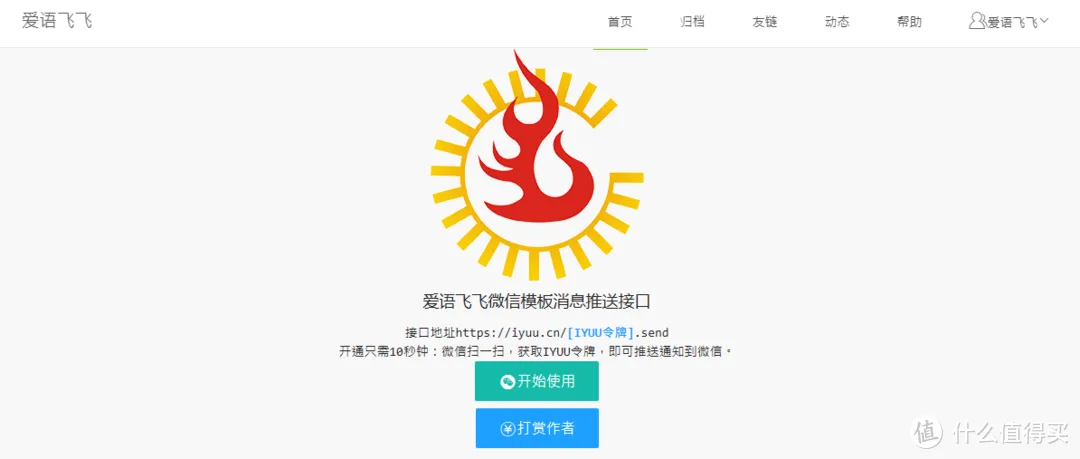 爱语飞飞
首页 归档 友链 动态 帮助 爱语飞飞
爱语飞飞微信模板消息推送接口
接口地址https://iyuu.cn/[IYUU令牌].send
开通只需10秒钟：微信扫一扫，获取IYUU令牌，即可推送通知到微信。
开始使用
¥打赏作者
值 什么值得买